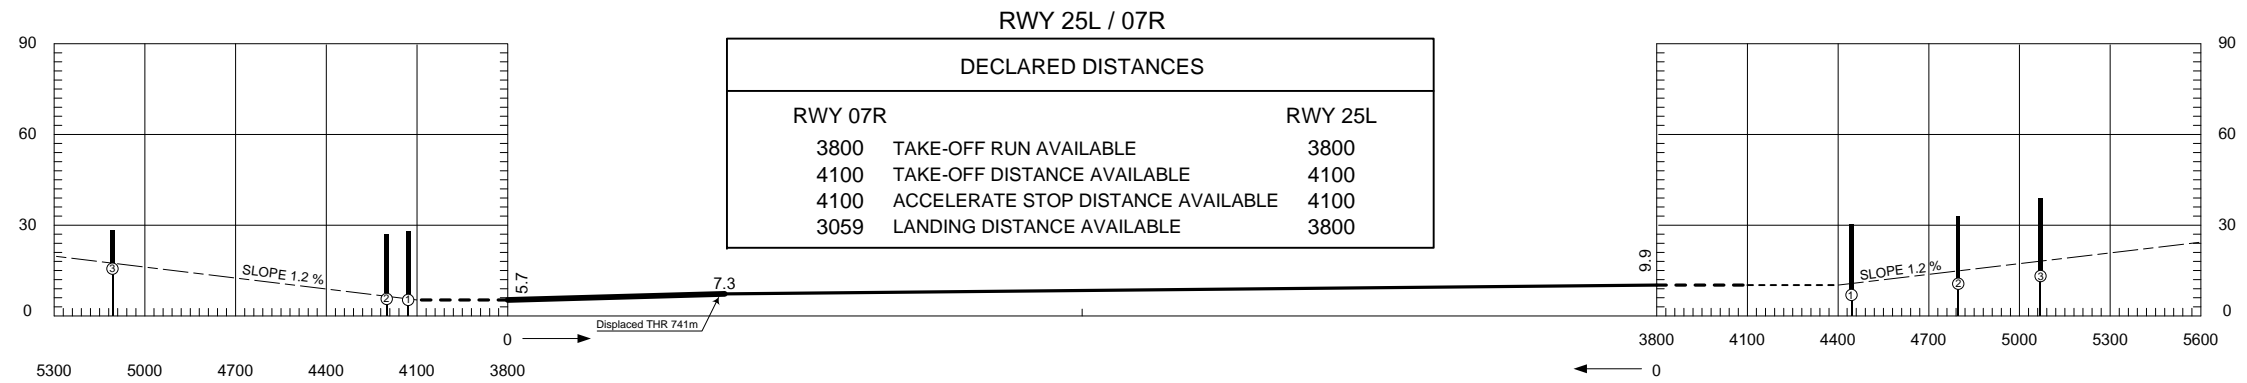 RWY 25L / 07R
DECLARED DISTANCES
RWY 07R RWY 25L
3800 TAKE-OFF RUN AVAILABLE 3800
4100 TAKE-OFF DISTANCE AVAILABLE 4100
4100 ACCELERATE STOP DISTANCE AVAILABLE 4100
3059 LANDING DISTANCE AVAILABLE 3800
90 90
60 60
30 30
3 2 1
SLOPE 1.2 %
5.7
7.3
9.9
SLOPE 1.2 %
1 2 3
0 0
Displaced THR 741m
0 3800 4100 4400 4700 5000 5300 5600
5300 5000 4700 4400 4100 3800 0